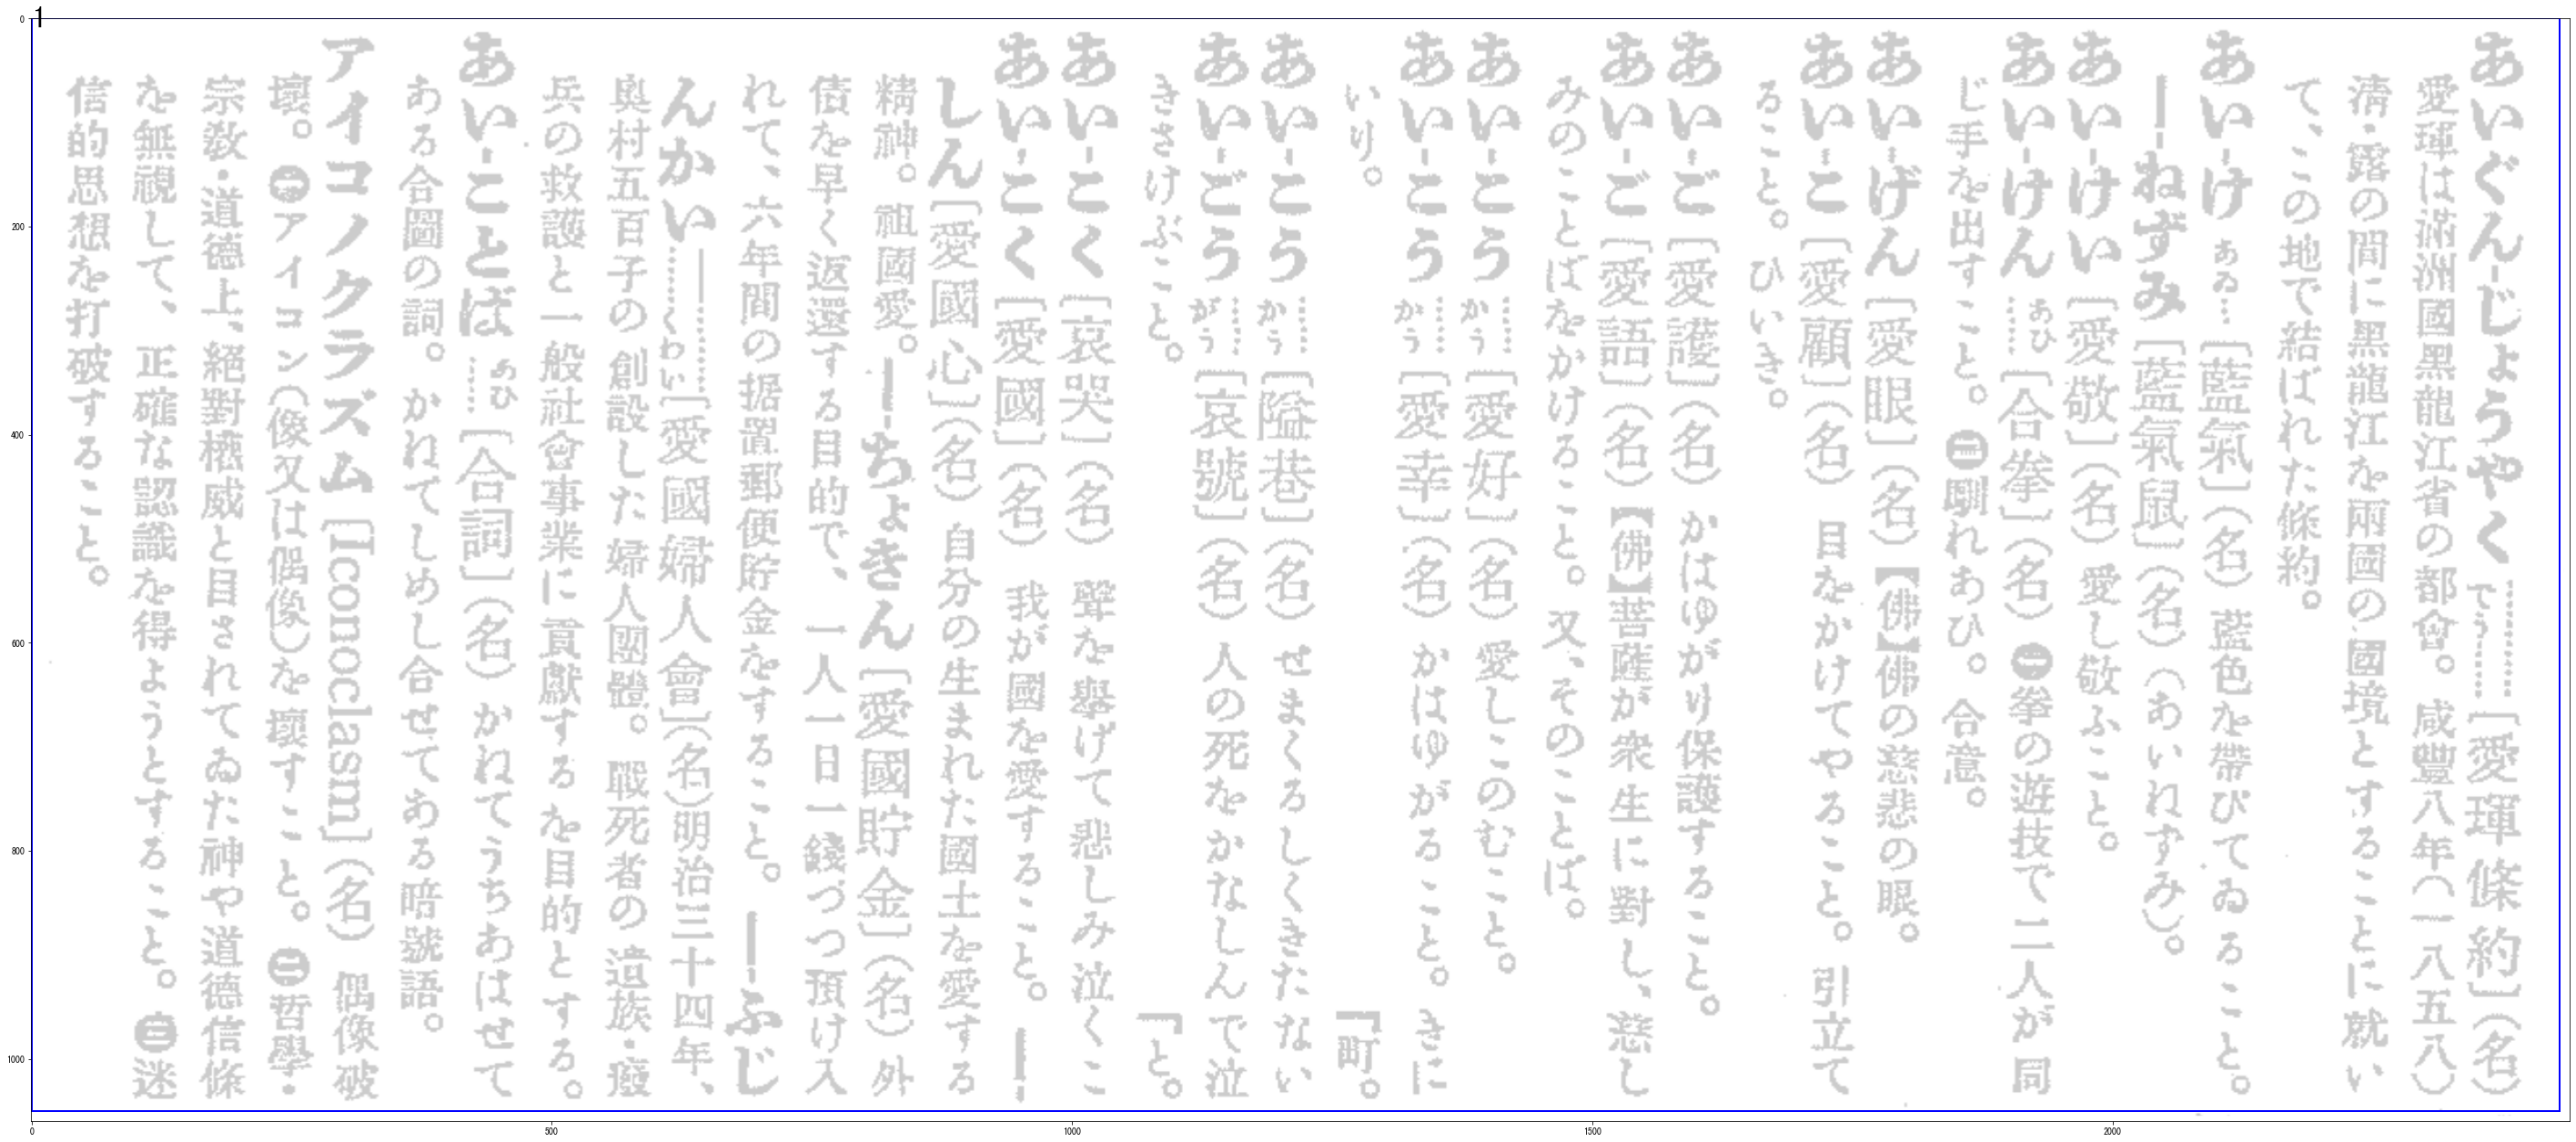 あいぐん-じょうやく…………でう［愛琿條約］（名）
愛琿は滿洲國黑龍江省の都會。咸豐八年（一八五八）
淸・露の間に黑龍江を兩國の國境とすることに就い
て、この地で結ばれた條約。
あい-け あゐ…［藍氣］（名） 藍色を帶びてゐること。
――ねずみ［藍氣鼠］（名）（あいねずみ）。
あい-けい［愛敬］（名） 愛し敬ふこと。
あい-けん あひ……［合拳］（名） ㊀拳の遊技で二人が同
じ手を出すこと。㊁馴れあひ。合意。
あい-げん［愛眼］（名）【佛】佛の慈悲の眼。
あい-こ［愛顧］（名） 目をかけてやること。引立て
ること。ひいき。
あい-ご［愛護］（名） かはゆがり保護すること。
あい-ご［愛語］（名）【佛】菩薩が衆生に對し、慈し
みのことばをかけること。又、そのことば。
あい-こう ……かう［愛好］（名） 愛しこのむこと。
あい-こう ……かう［愛幸］（名） かはゆがること。きに
いり。 「町。
あい-こう ……かう［隘巷］（名） せまくるしくきたない
あい-ごう ……がう［哀號］（名） 人の死をかなしんで泣
きさけぶこと。 「と。
あい-こく［哀哭］（名） 聲を擧げて悲しみ泣くこ
あい-こく［愛國］（名） 我が國を愛すること。――
しん［愛國心］（名） 自分の生まれた國土を愛する
精神。祖國愛。――ちょきん［愛國貯金］（名） 外
債を早く返還する目的で、一人一日一錢づつ預け入
れて、六年間の据置郵便貯金をすること。――ふじ
んかい――………くわい［愛國婦人會］（名）明治三十四年、
奧村五百子の創設した婦人團體。戰死者の遺族・癈
兵の救護と一般社會事業に貢獻するを目的とする。
あい-ことば あひ……［合詞］（名） かねてうちあはせて
ある合圖の詞。かねてしめし合せてある暗號語。
アイコノクラズム［Iconoclasm］（名） 偶像破
壞。㊀アイコン（像又は偶像）を壞すこと。㊁哲學・
宗敎・道德上、絕對權威と目されてゐた神や道德信條
を無視して、正確な認識を得ようとすること。㊂迷
信的思想を打破すること。